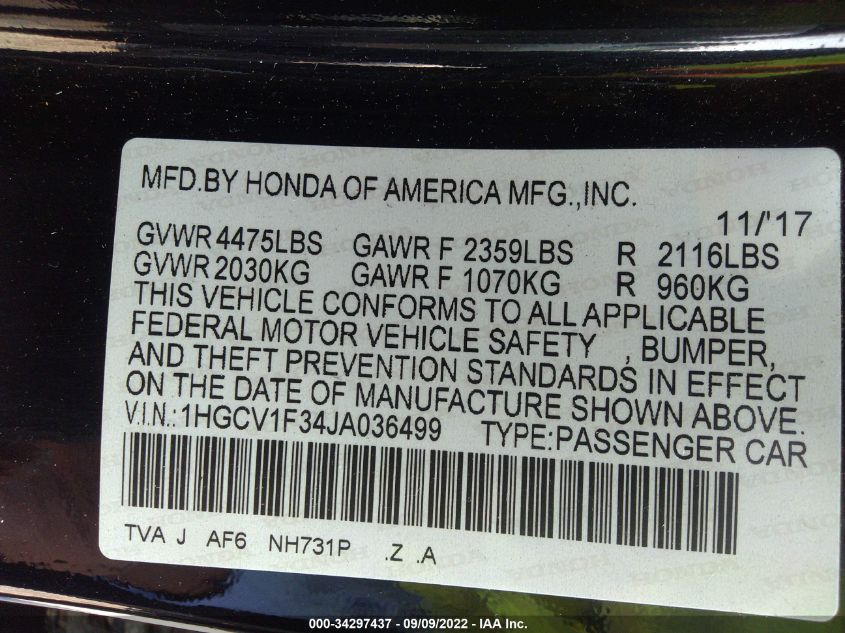 MFD.BY HONDA OF AMERICA MFG.,INC.
11/'17
GVWR 4475LBS GAWR F 2359LBS R 2116LBS
GVWR 2030KG GAWR F 1070KG R 960KG
THIS VEHICLE CONFORMS TO ALL APPLICABLE
FEDERAL MOTOR VEHICLE SAFETY , BUMPER,
AND THEFT PREVENTION STANDARDS IN EFFECT
ON THE DATE OF MANUFACTURE SHOWN ABOVE.
V.I.N.: 1HGCV1F34JA036499 TYPE:PASSENGER CAR
TVA J AF6 NH731P .Z .A
000-34297437 - 09/09/2022 - IAA Inc.